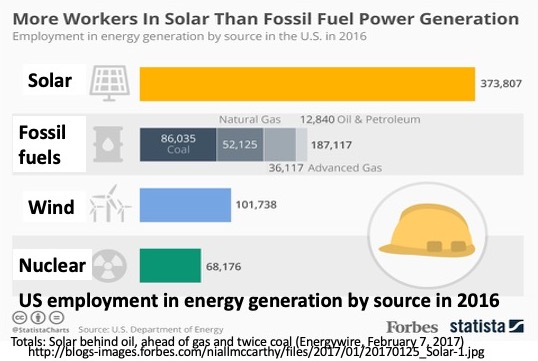 More Workers In Solar Than Fossil Fuel Power Generation
Employment in energy generation by source in the U.S. in 2016
Solar
373,807
Natural Gas
12,840 Oil & Petroleum
Fossil
fuels
86,035
Coal
52,125
187,117
36,117 Advanced Gas
Wind
101,738
Nuclear
68,176
US employment in energy generation by source in 2016
@StatistaCharts Source: U.S. Department of Energy
Forbes statista
Totals: Solar behind oil, ahead of gas and twice coal (Energywire, February 7, 2017)
http://blogs-images.forbes.com/niallmccarthy/files/2017/01/20170125_Solar-1.jpg